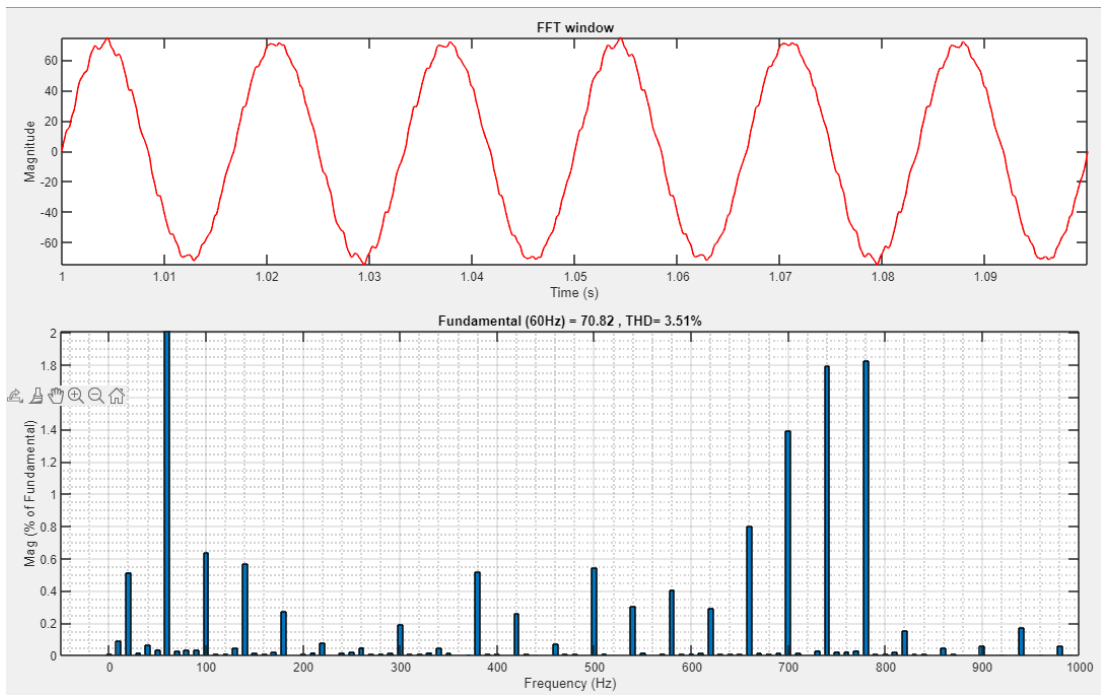 FFT window
60
40
20
0
-20
-40
-60
Magnitude
1 1.01 1.02 1.03 1.04 1.05 1.06 1.07 1.08 1.09
Time (s)
Fundamental (60Hz) = 70.82 , THD= 3.51%
2
1.8
1.4
1.2
1
0.8
0.6
0.4
0.2
0
Mag (% of Fundamental)
0 100 200 300 400 500 600 700 800 900 1000
Frequency (Hz)